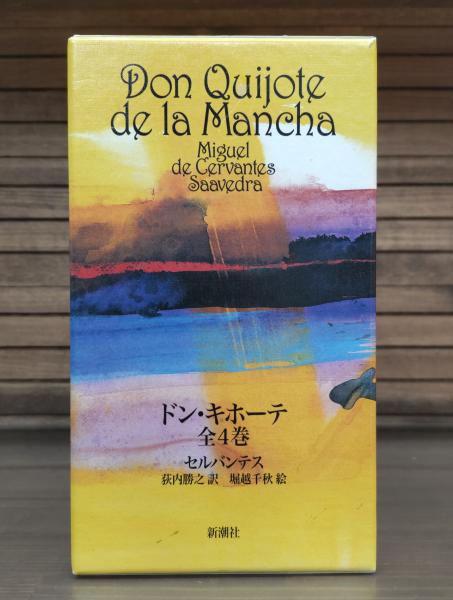 Don Quijote
de la Mancha
Miguel
de Cervantes
Saavedra
ドン・キホーテ
全4巻
セルバンテス
荻内勝之 訳 堀越千秋 絵
新潮社